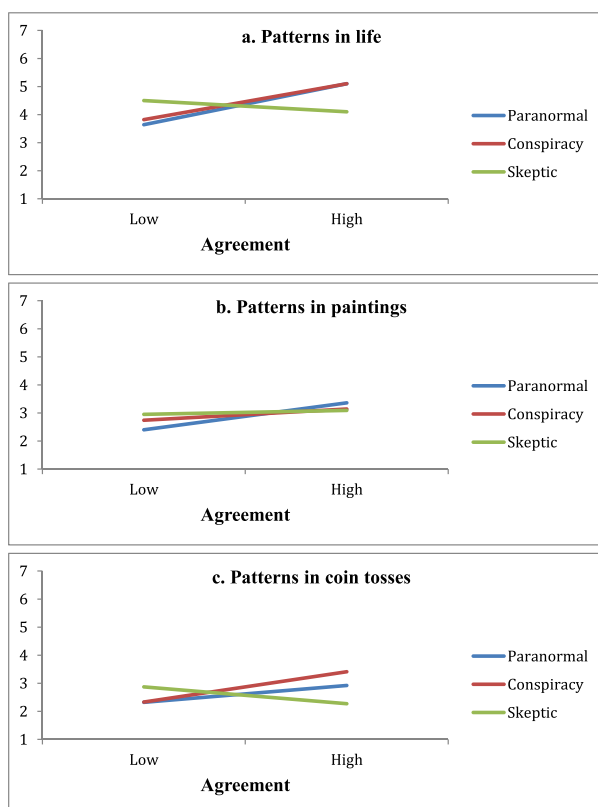 a. Patterns in life
7
6
5
4
3
2
1
Low
High
Agreement
Paranormal
Conspiracy
Skeptic
b. Patterns in paintings
7
6
5
4
3
2
1
Low
High
Agreement
Paranormal
Conspiracy
Skeptic
c. Patterns in coin tosses
7
6
5
4
3
2
1
Low
High
Agreement
Paranormal
Conspiracy
Skeptic